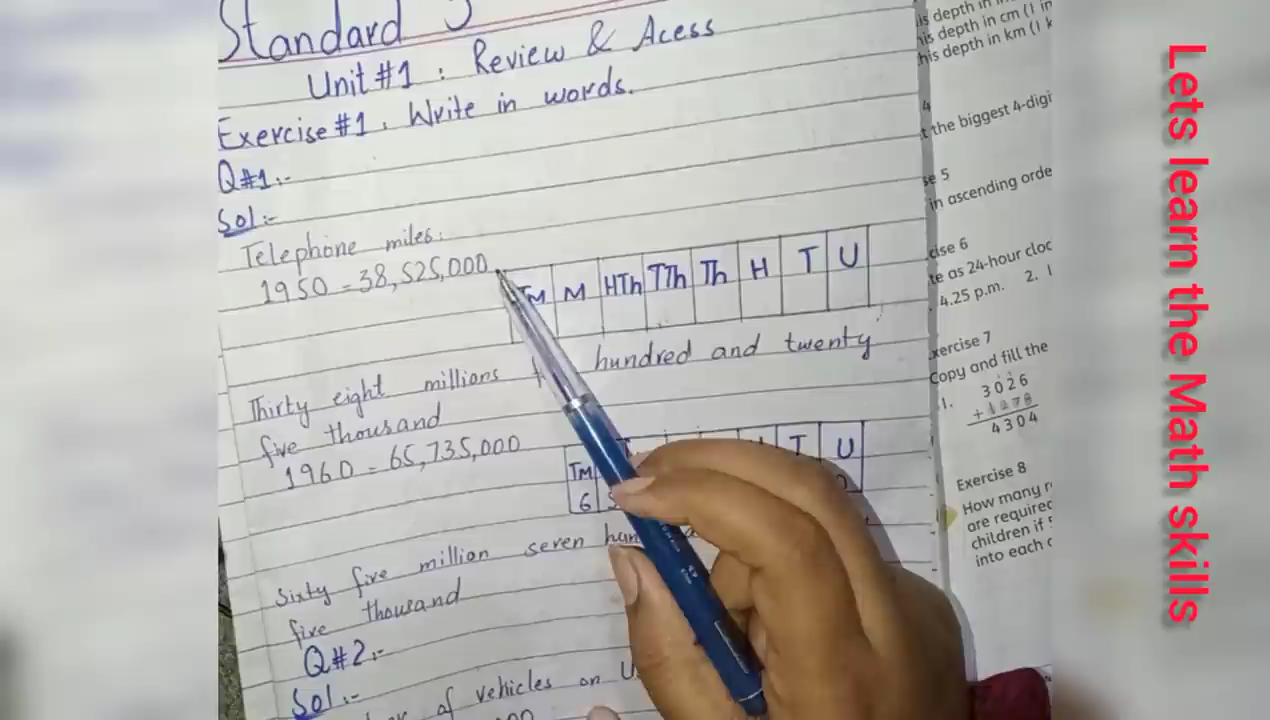 Standard
Unit #1 : Review & Acess
Exercise #1. Write in words.
Q#1:-
Sol:-
Telephone miles:
1950 - 38,525,000
TM M HTh TTh Th H T U
Thirty eight millions hundred and twenty
five thousand
1960 - 65,735,000
TM T U
6
Sixty five million seven
five thousand
Q#2:-
Sol:-
of vehicles on
his depth in
his depth in cm (1
his depth in km (1
4
the biggest 4-digi
5
in ascending orde
cise 6
te as 24-hour cloc
4.25 p.m. 2.
xercise 7
Copy and fill the
1. 3026
+1278
4304
Exercise 8
How many
are required
children if
into each
Lets learn the Math skills